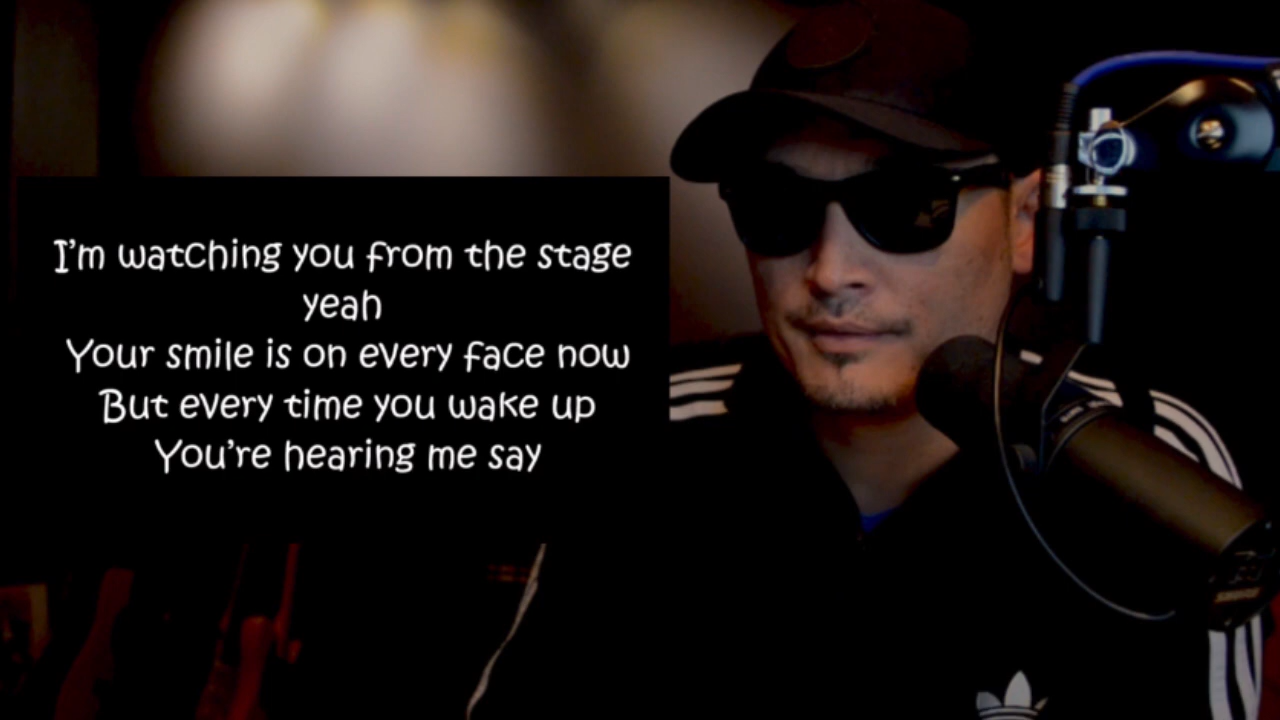 I'm watching you from the stage
yeah
Your smile is on every face now
But every time you wake up
You're hearing me say